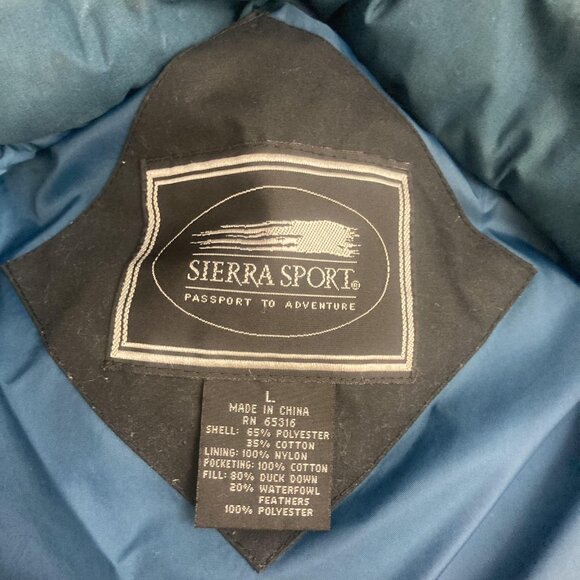 SIERRA SPORT®
PASSPORT TO ADVENTURE
L
MADE IN CHINA
RN 65316
SHELL: 65% POLYESTER
35% COTTON
LINING: 100% NYLON
POCKETING: 100% COTTON
FILL: 80% DUCK DOWN
20% WATERFOWL
FEATHERS
100% POLYESTER